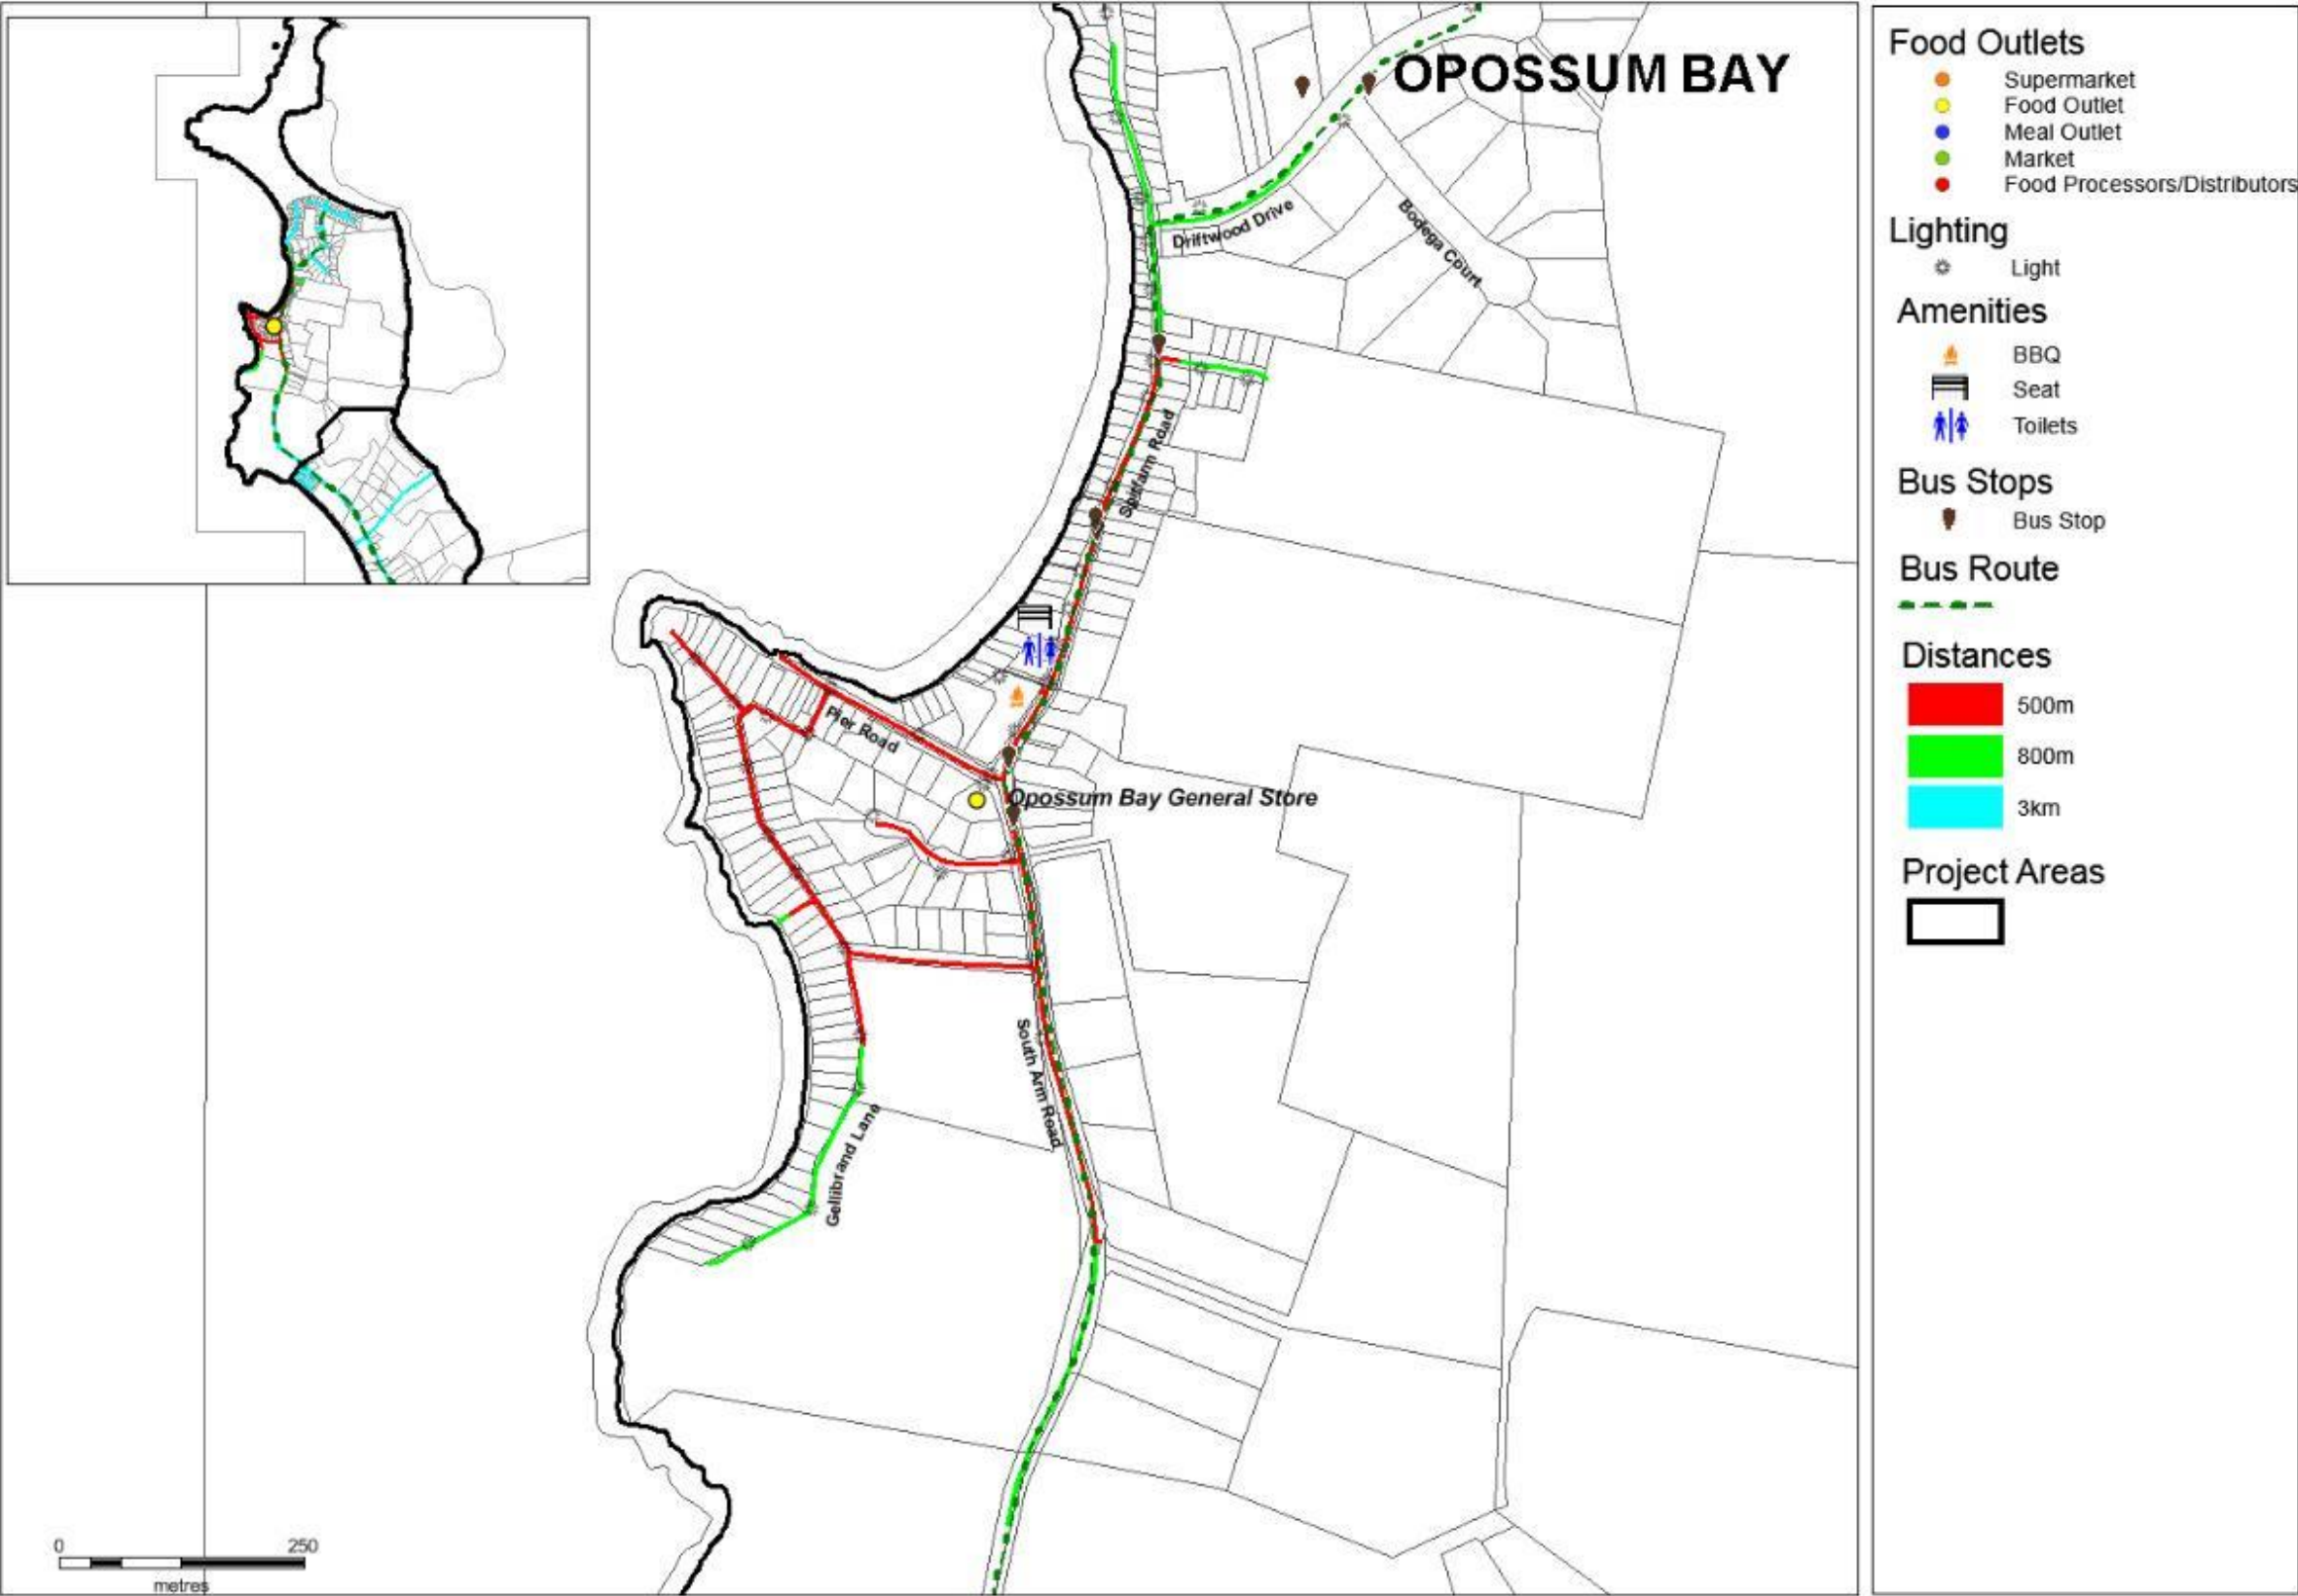 OPOSSUM BAY
Driftwood Drive
Bodega Court
Spitfarm Road
Pier Road
Opossum Bay General Store
South Arm Road
Gellibrand Lane
0 250
metres
Food Outlets
Supermarket
Food Outlet
Meal Outlet
Market
Food Processors/Distributors
Lighting
Light
Amenities
BBQ
Seat
Toilets
Bus Stops
Bus Stop
Bus Route
Distances
500m
800m
3km
Project Areas